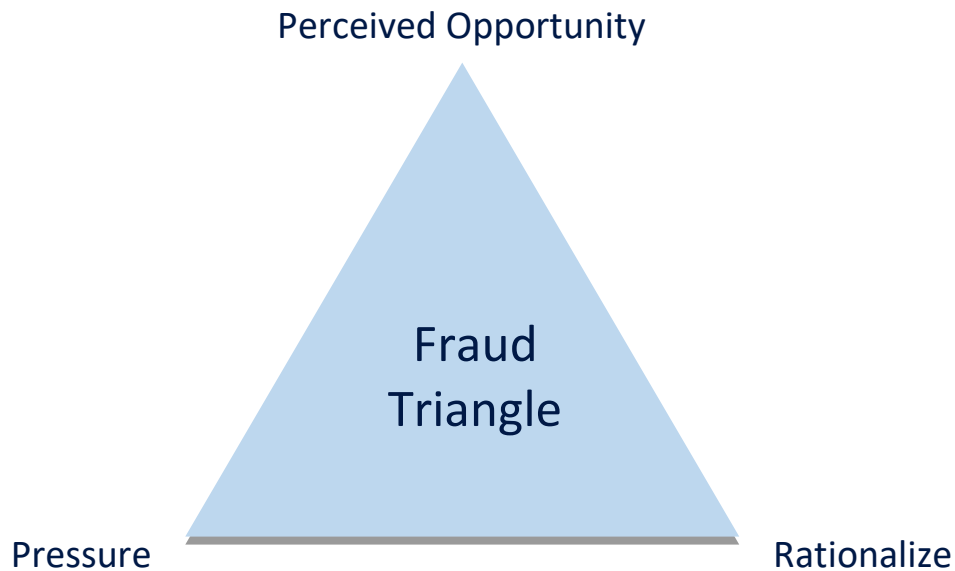 Perceived Opportunity
Fraud
Triangle
Pressure
Rationalize